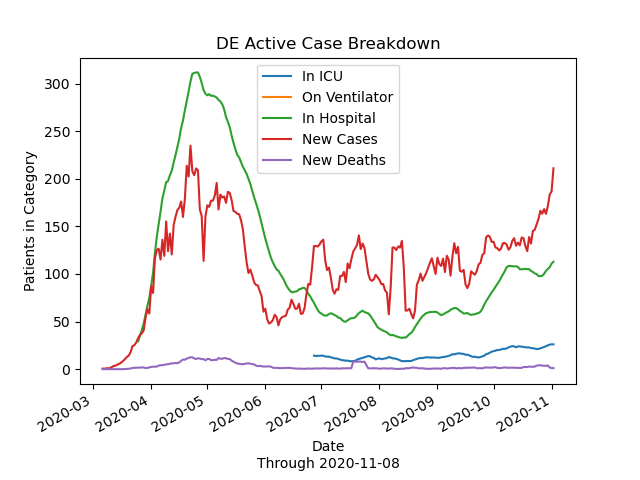 DE Active Case Breakdown
In ICU
On Ventilator
In Hospital
New Cases
New Deaths
Patients in Category
300
250
200
150
100
50
0
2020-03
2020-04
2020-05
2020-06
2020-07
2020-08
2020-09
2020-10
2020-11
Date
Through 2020-11-08